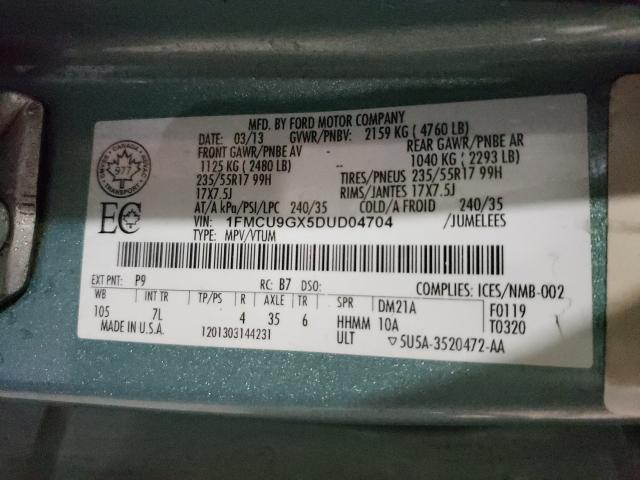 MFD. BY FORD MOTOR COMPANY
DATE: 03/13 GVWR/PNBV: 2159 KG ( 4760 LB)
FRONT GAWR/PNBE AV REAR GAWR/PNBE AR
1125 KG ( 2480 LB) 1040 KG ( 2293 LB)
235/55R17 99H TIRES/PNEUS 235/55R17 99H
17X7.5J RIMS/JANTES 17X7.5J
AT/A kPa/PSI/LPC 240/35 COLD/A FROID 240/35
VIN: 1FMCU9GX5DUD04704 /JUMELEES
TYPE: MPV/VTUM
CANADA
TRANSPORT
977
EC
EXT PNT: P9 RC: B7 DSO: COMPLIES: ICES/NMB-002
WB INT TR TP/PS R AXLE TR SPR DM21A F0119
105 7L 4 35 6 HHMM 10A T0320
MADE IN U.S.A. 1201303144231 ULT ▽5U5A-3520472-AA